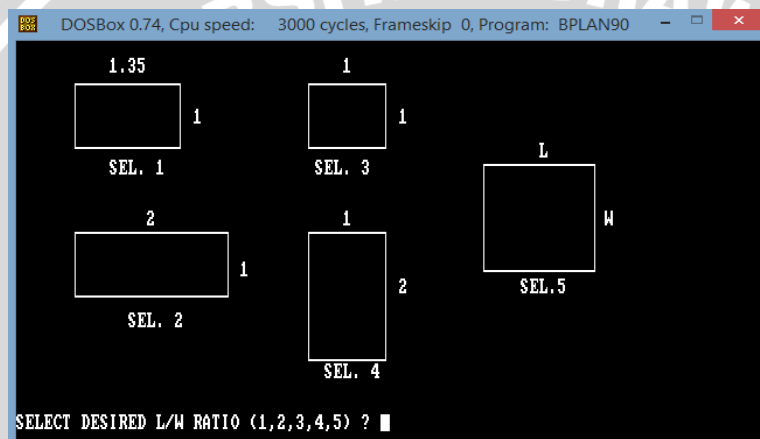 DOSBox 0.74, Cpu speed: 3000 cycles, Frameskip 0, Program: BPLAN90
1.35
1
SEL. 1
1
1
SEL. 3
L
W
SEL.5
2
1
SEL. 2
1
2
SEL. 4
SELECT DESIRED L/W RATIO (1,2,3,4,5) ?